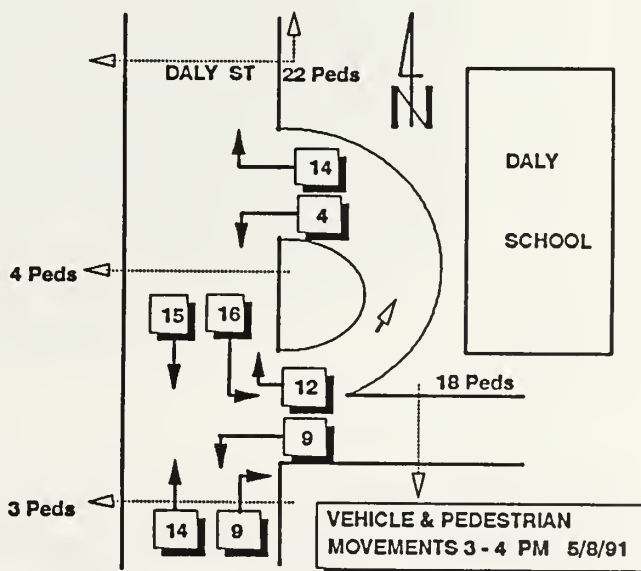 DALY ST
22 Peds
N
DALY
SCHOOL
14
4
4 Peds
15
16
12
18 Peds
9
3 Peds
14
9
VEHICLE & PEDESTRIAN
MOVEMENTS 3 - 4 PM 5/8/91